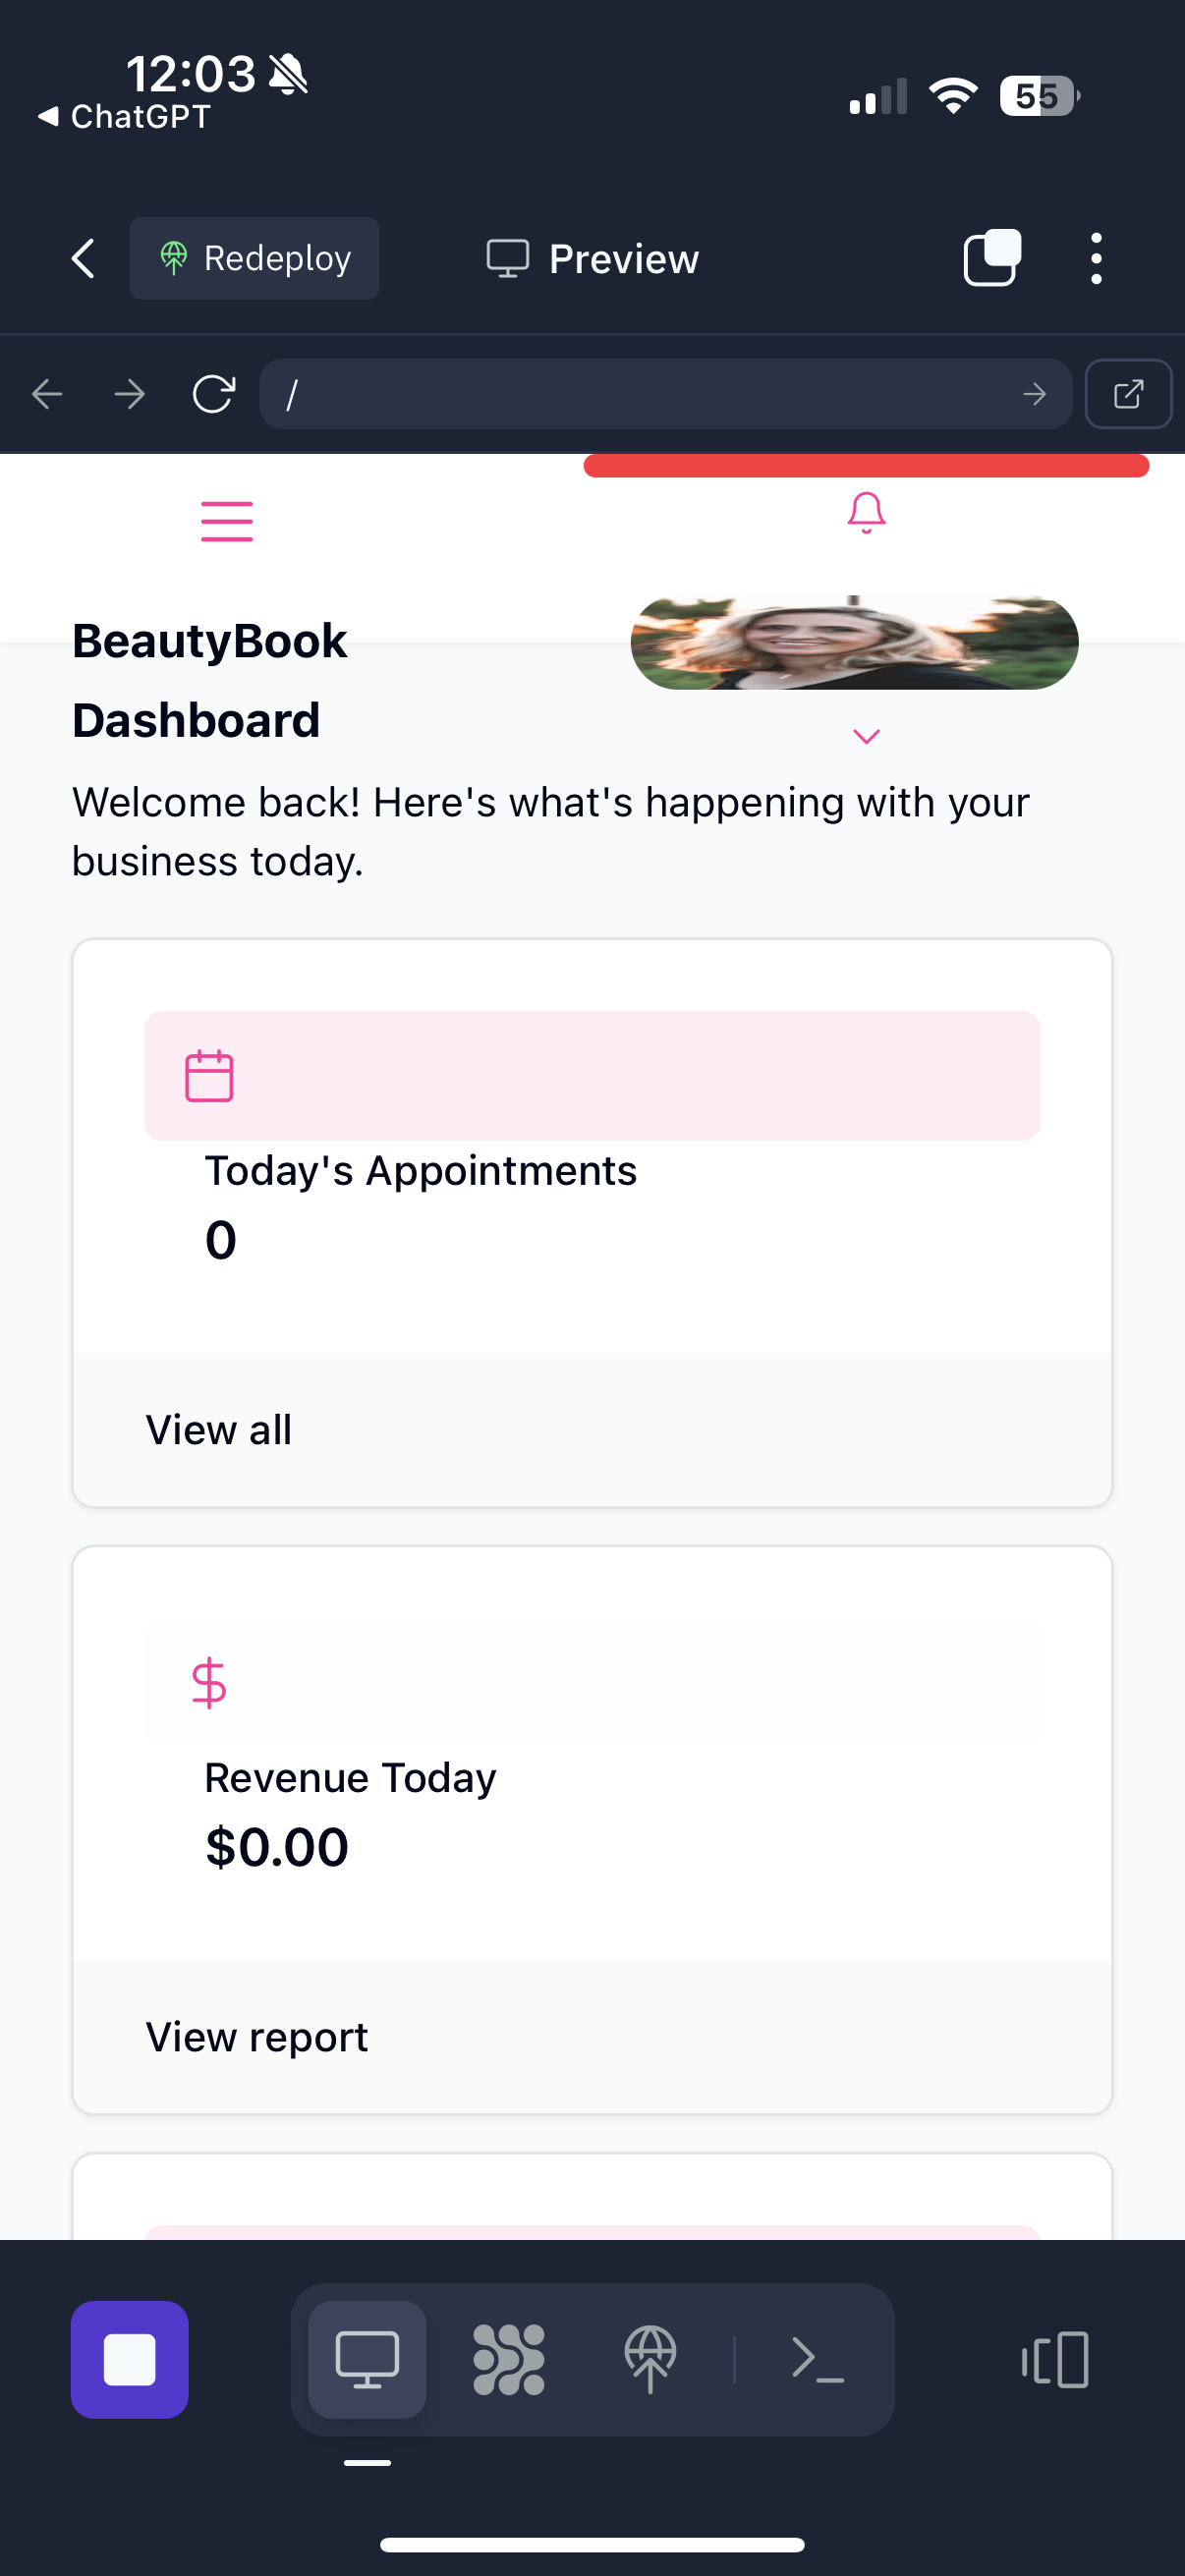 12:03
ChatGPT
55
Redeploy
Preview
/
BeautyBook
Dashboard
Welcome back! Here's what's happening with your
business today.
Today's Appointments
0
View all
$
Revenue Today
$0.00
View report